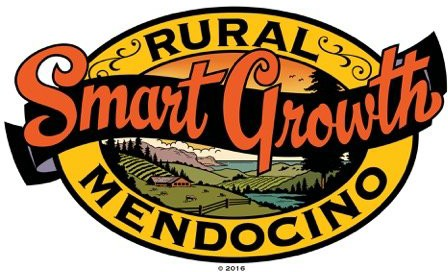 RURAL
Smart Growth
MENDOCINO
© 2016